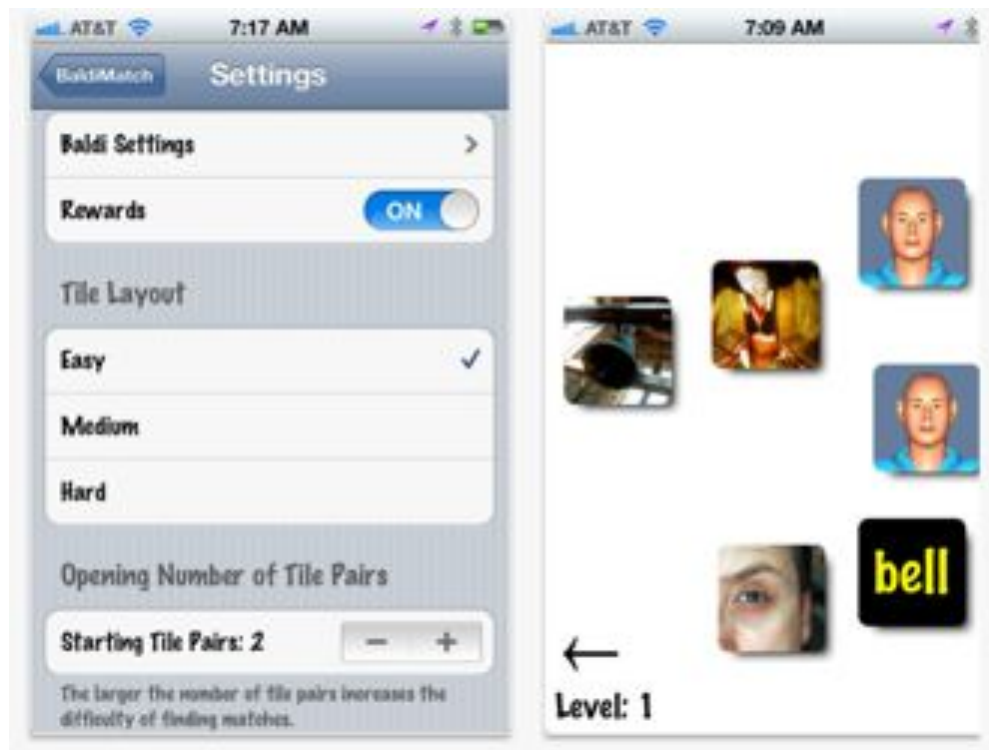 AT&T 7:17 AM
BaldiMatch Settings
Baldi Settings
Rewards ON
Tile Layout
Easy
Medium
Hard
Opening Number of Tile Pairs
Starting Tile Pairs: 2
The larger the number of tile pairs increases the
difficulty of finding matches.
AT&T 7:09 AM
bell
Level: 1